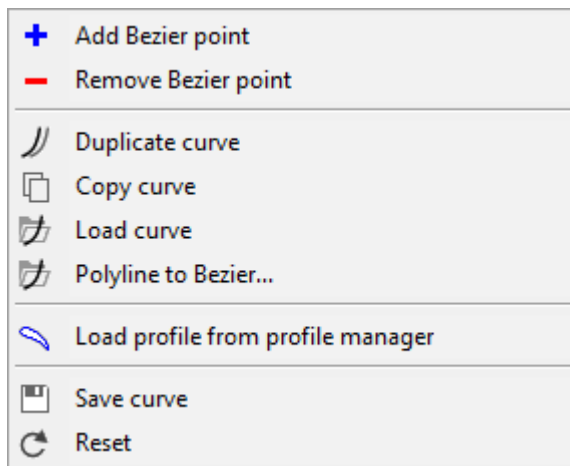 Add Bezier point
Remove Bezier point
Duplicate curve
Copy curve
Load curve
Polyline to Bezier...
Load profile from profile manager
Save curve
Reset